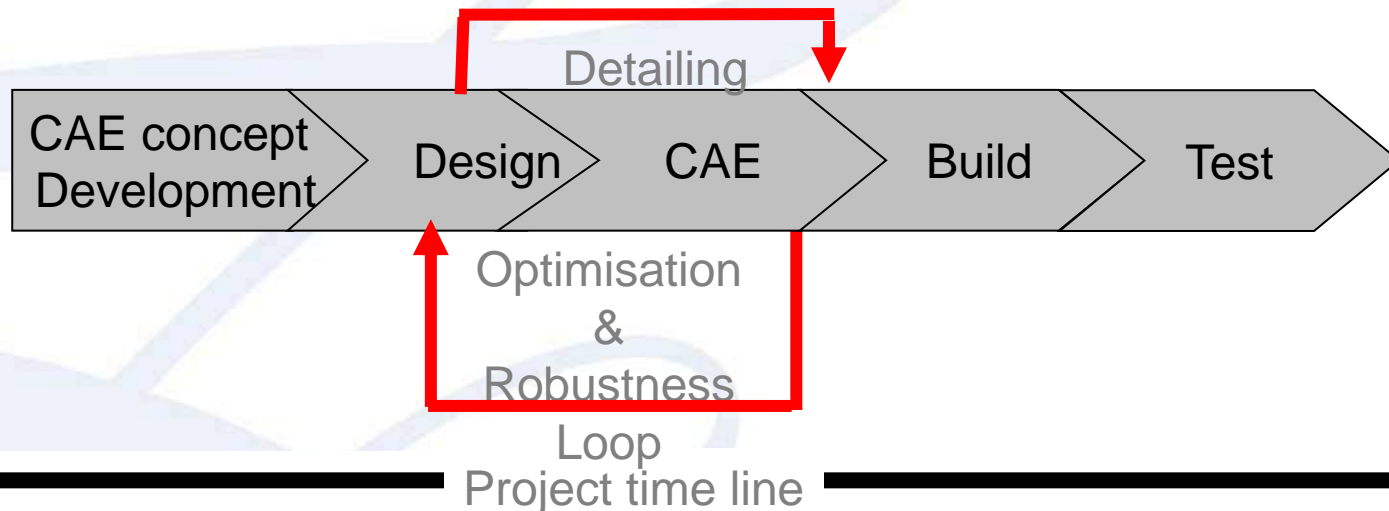 Detailing
CAE concept
Development
Design
CAE
Build
Test
Optimisation
&
Robustness
Loop
Project time line